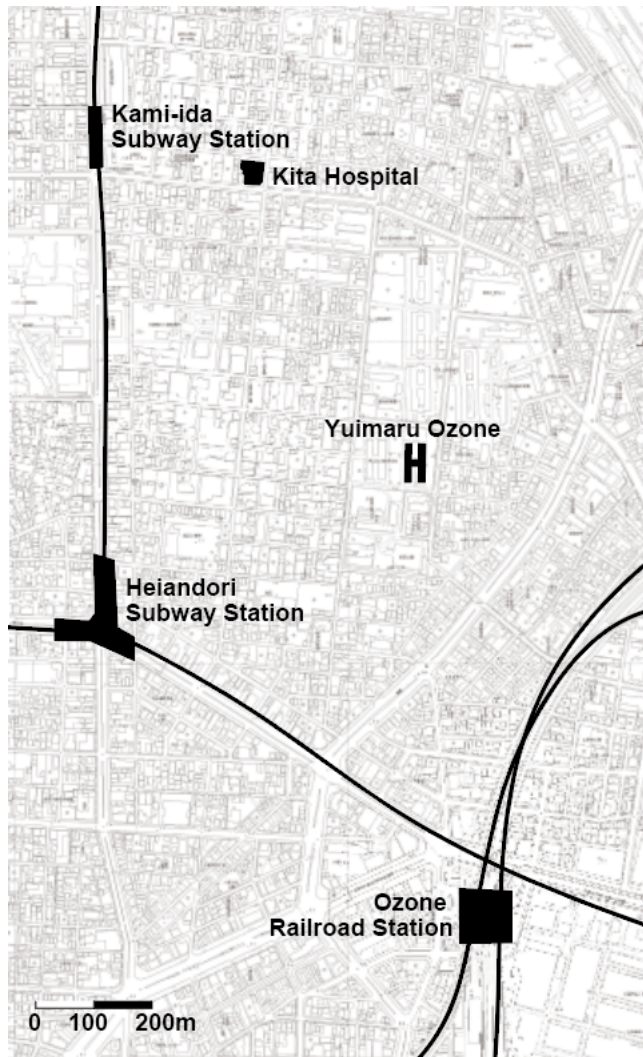 Kami-ida
Subway Station
Kita Hospital
Yuimaru Ozone
Heiandori
Subway Station
Ozone
Railroad Station
0 100 200m